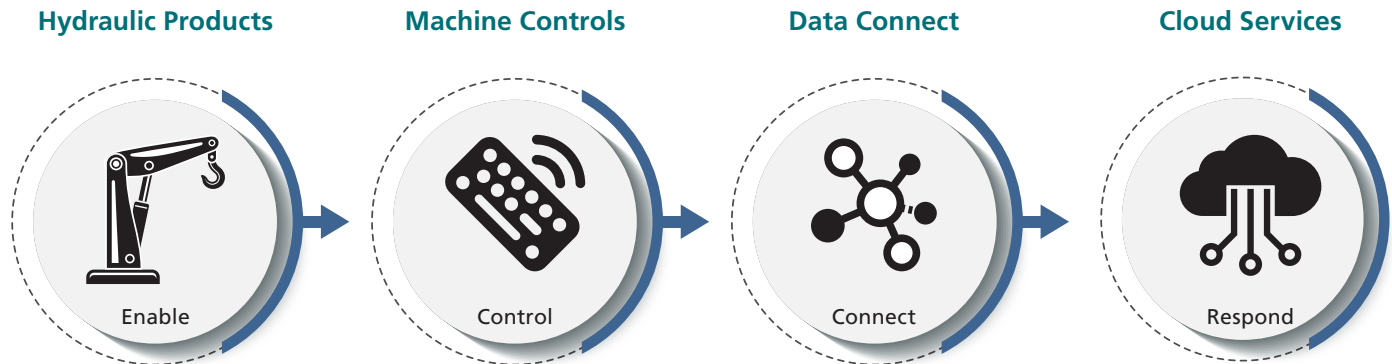 Hydraulic Products
Machine Controls
Data Connect
Cloud Services
Enable
Control
Connect
Respond